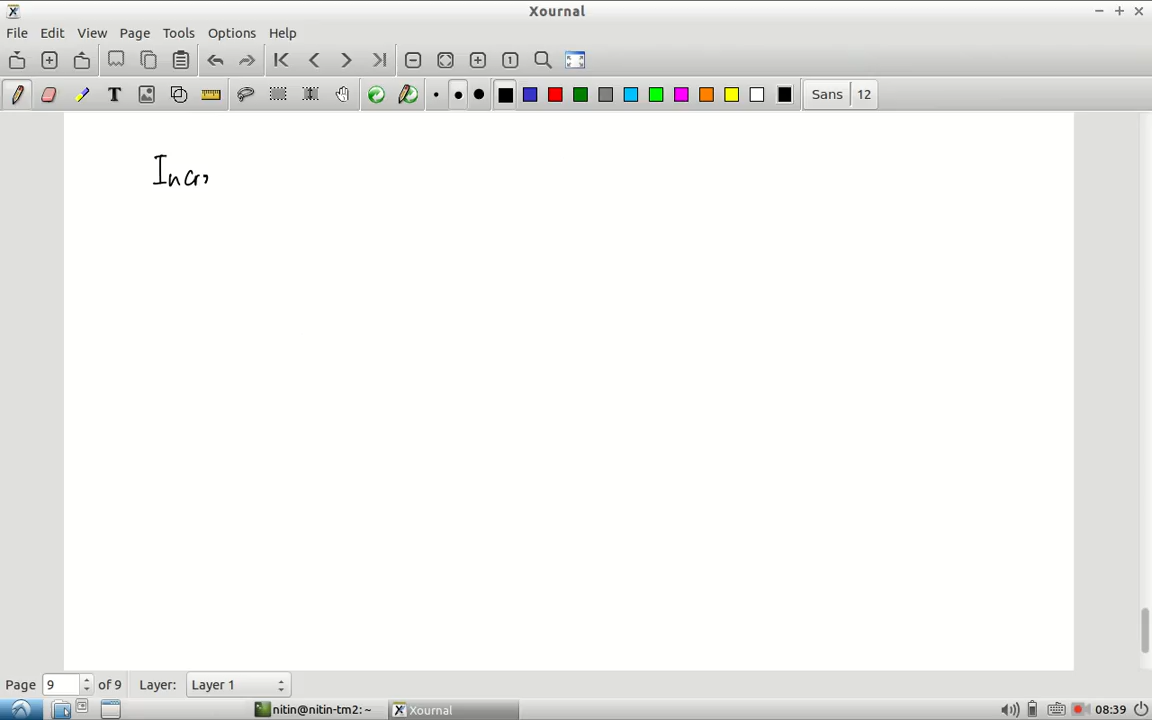 Xournal
File Edit View Page Tools Options Help
Sans 12
Incr
Page 9 of 9 Layer: Layer 1
nitin@nitin-tm2: ~ Xournal 08:39